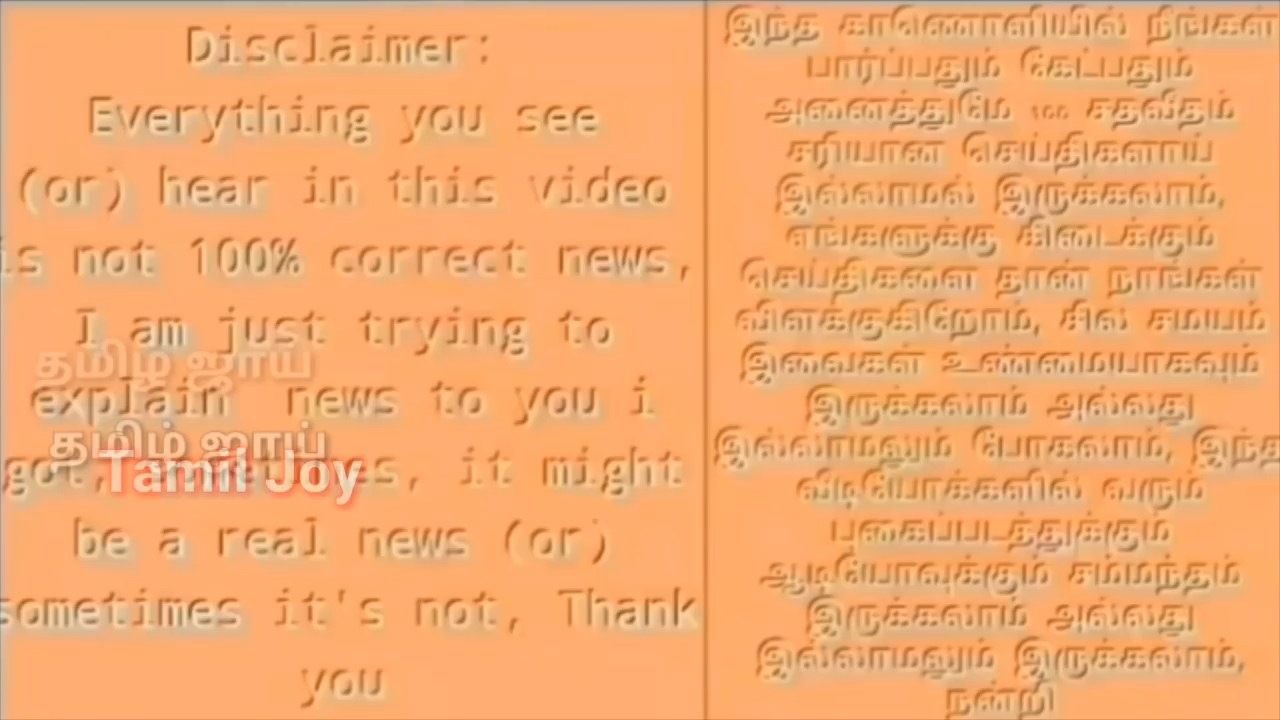 Disclaimer:
Everything you see
(or) hear in this video
is not 100% correct news,
I am just trying to
explain news to you i
got, it might
be a real news (or)
sometimes it's not, Thank
you
தமிழ் ஜாய்
தமிழ் ஜாய்
Tamil Joy
இந்த காணொளியில் நீங்கள்
பார்ப்பதும் கேட்பதும்
அனைத்துமே 100 சதவீதம்
சரியான செய்திகளாய்
இல்லாமல் இருக்கலாம்,
எங்களுக்கு கிடைக்கும்
செய்திகளை தான் நாங்கள்
விளக்குகிறோம், சில சமயம்
இவைகள் உண்மையாகவும்
இருக்கலாம் அல்லது
இல்லாமலும் போகலாம், இந்த
வீடியோக்களில் வரும்
புகைப்படத்துக்கும்
ஆடியோவுக்கும் சம்மந்தம்
இருக்கலாம் அல்லது
இல்லாமலும் இருக்கலாம்,
நன்றி